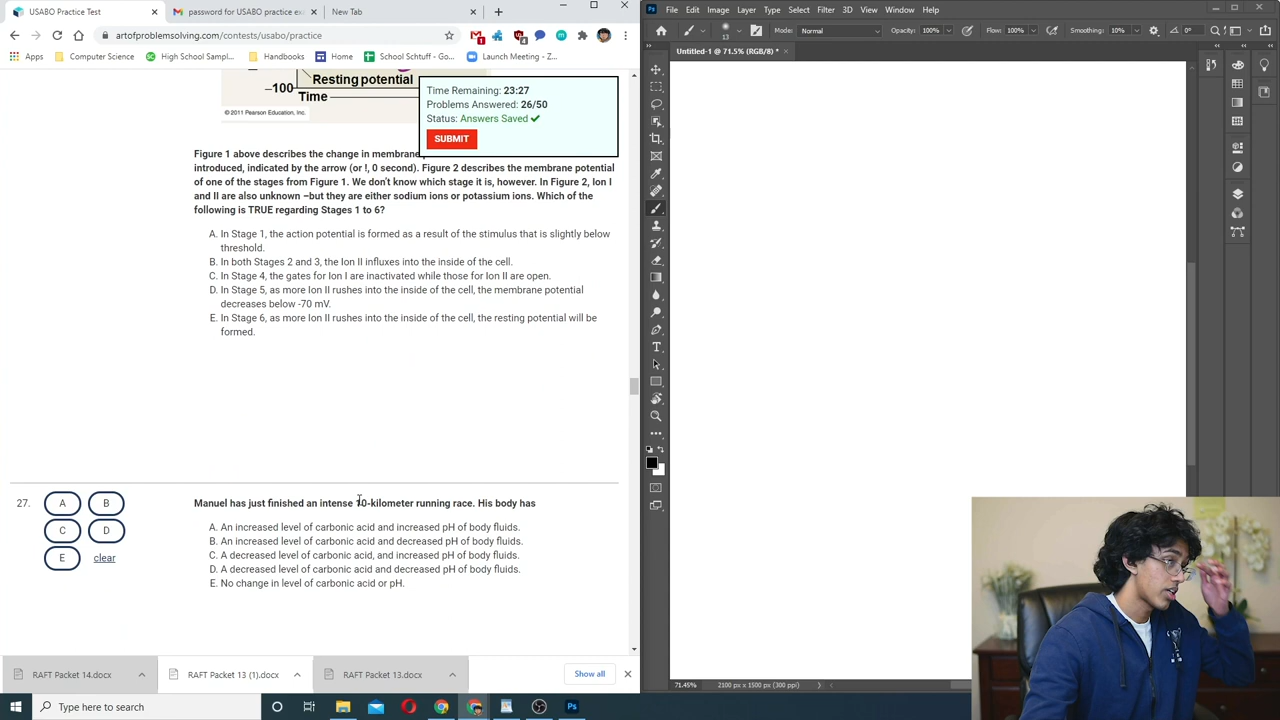 USABO Practice Test
password for USABO practice ex
New Tab
artofproblemsolving.com/contests/usabo/practice
Apps
Computer Science
High School Sampl...
Handbooks
Home
School Schtuff - Go...
Launch Meeting - Z...
Resting potential
-100
Time
© 2011 Pearson Education, Inc.
Time Remaining: 23:27
Problems Answered: 26/50
Status: Answers Saved ✔
SUBMIT
Figure 1 above describes the change in membrane
introduced, indicated by the arrow (or !, 0 second). Figure 2 describes the membrane potential
of one of the stages from Figure 1. We don't know which stage it is, however. In Figure 2, Ion I
and II are also unknown –but they are either sodium ions or potassium ions. Which of the
following is TRUE regarding Stages 1 to 6?
A. In Stage 1, the action potential is formed as a result of the stimulus that is slightly below
threshold.
B. In both Stages 2 and 3, the Ion II influxes into the inside of the cell.
C. In Stage 4, the gates for Ion I are inactivated while those for Ion II are open.
D. In Stage 5, as more Ion II rushes into the inside of the cell, the membrane potential
decreases below -70 mV.
E. In Stage 6, as more Ion II rushes into the inside of the cell, the resting potential will be
formed.
27.
A B
C D
E clear
Manuel has just finished an intense 10-kilometer running race. His body has
A. An increased level of carbonic acid and increased pH of body fluids.
B. An increased level of carbonic acid and decreased pH of body fluids.
C. A decreased level of carbonic acid, and increased pH of body fluids.
D. A decreased level of carbonic acid and decreased pH of body fluids.
E. No change in level of carbonic acid or pH.
RAFT Packet 14.docx
RAFT Packet 13 (1).docx
RAFT Packet 13.docx
Show all
Type here to search
Ps File Edit Image Layer Type Select Filter 3D View Window Help
13
Mode: Normal
Opacity: 100%
Flow: 100%
Smoothing: 10%
0°
Untitled-1 @ 71.5% (RGB/8) *
71.45%
2100 px x 1500 px (300 ppi)
Ps